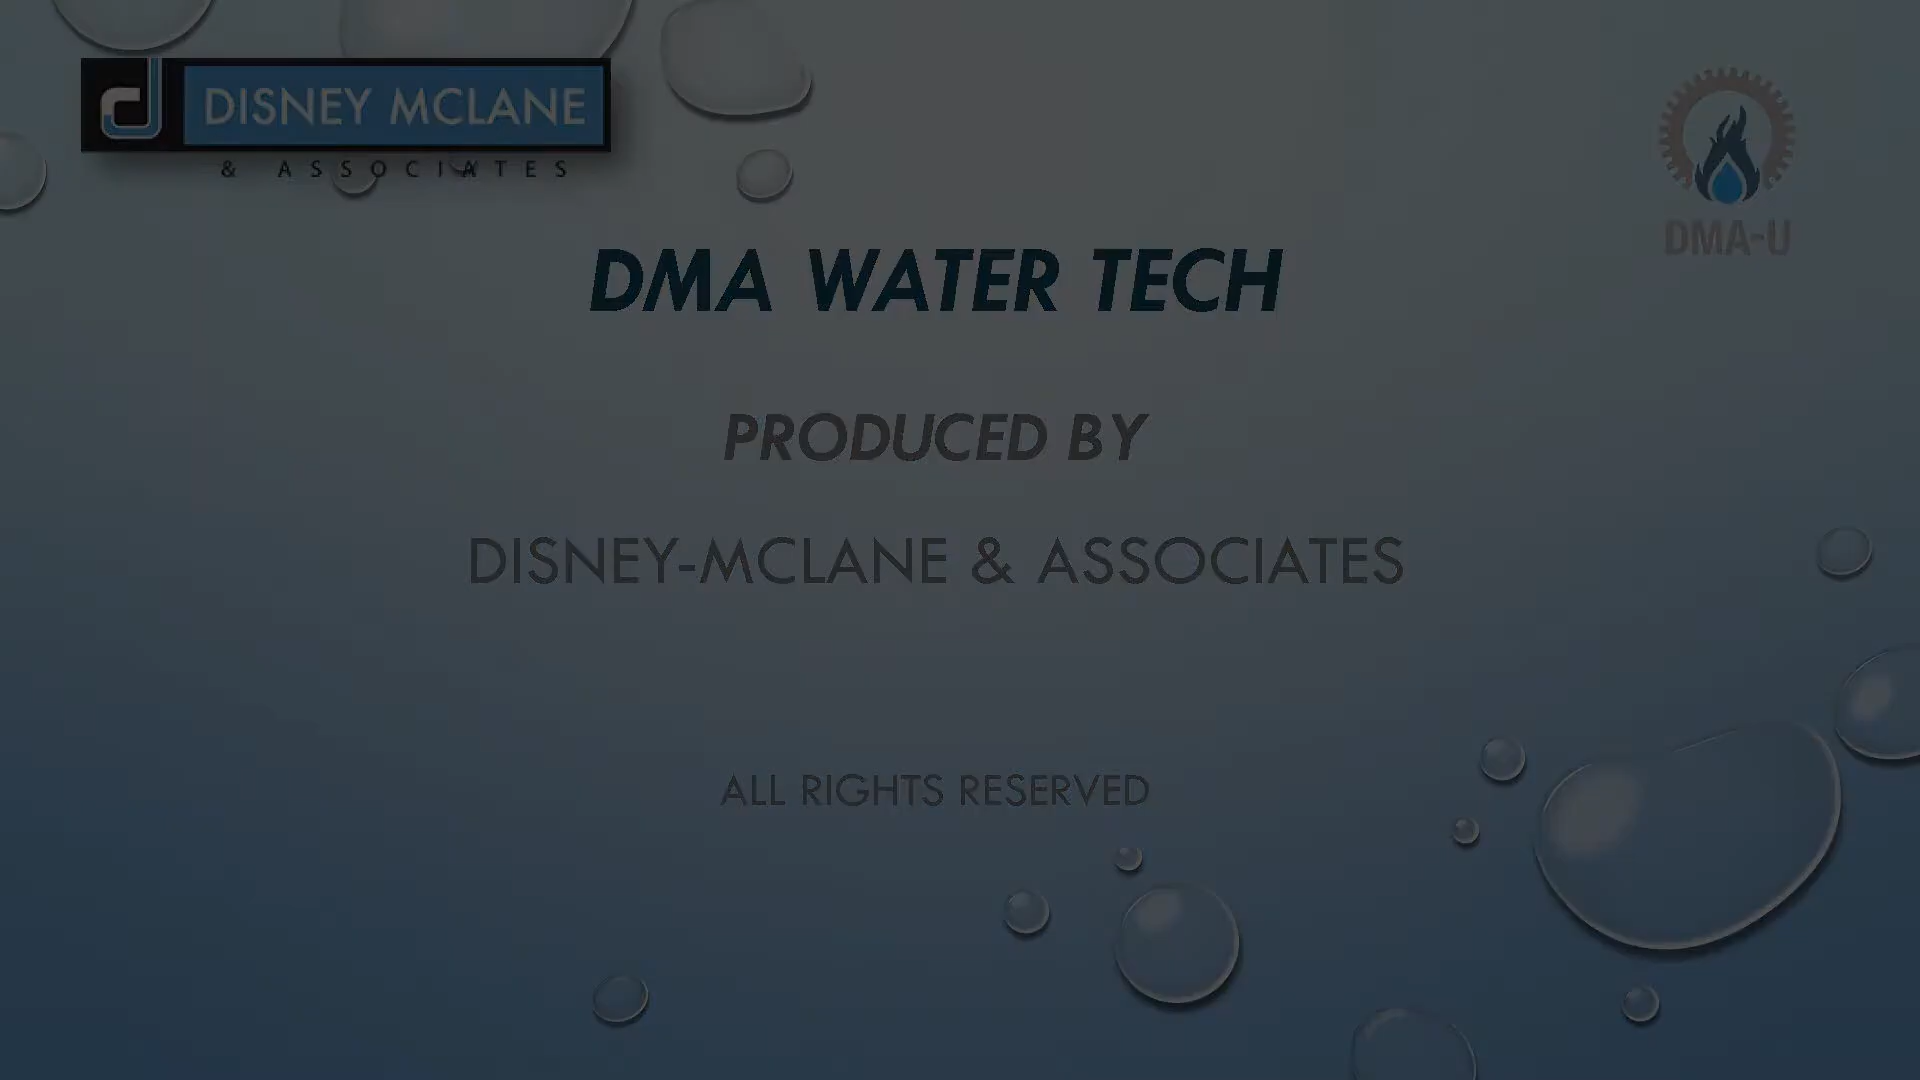 DISNEY MCLANE
& ASSOCIATES
DMA-U
DMA WATER TECH
PRODUCED BY
DISNEY-MCLANE & ASSOCIATES
ALL RIGHTS RESERVED